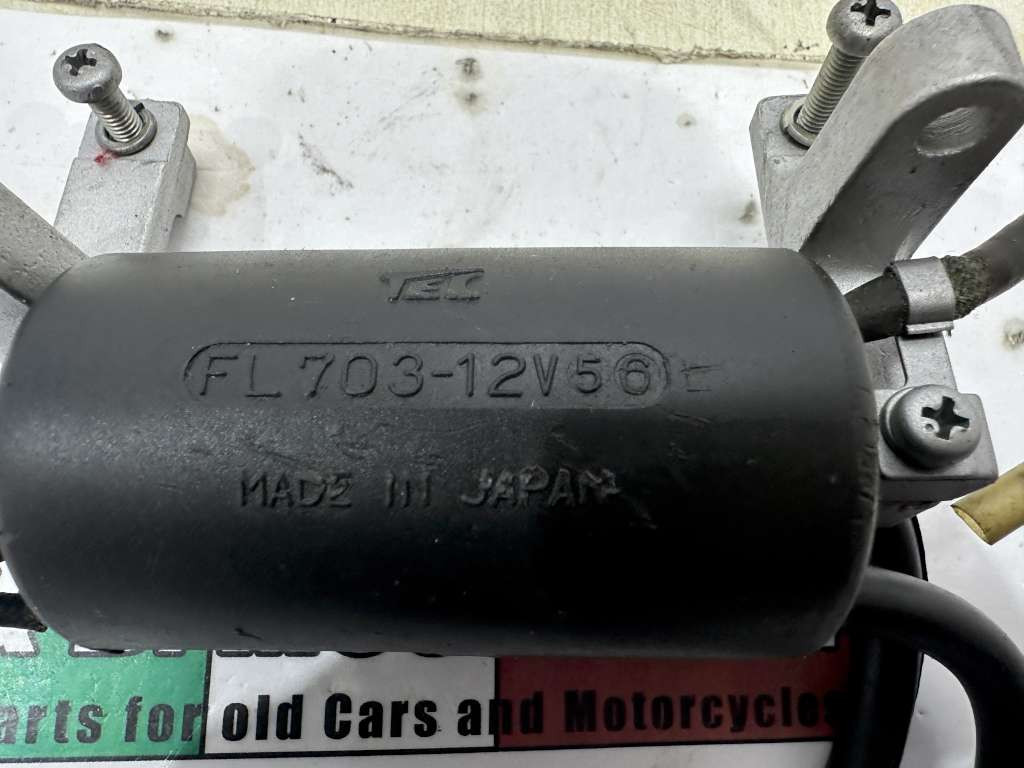 TEC
FL703-12V56
MADE IN JAPAN
arts for old Cars and Motorcycles